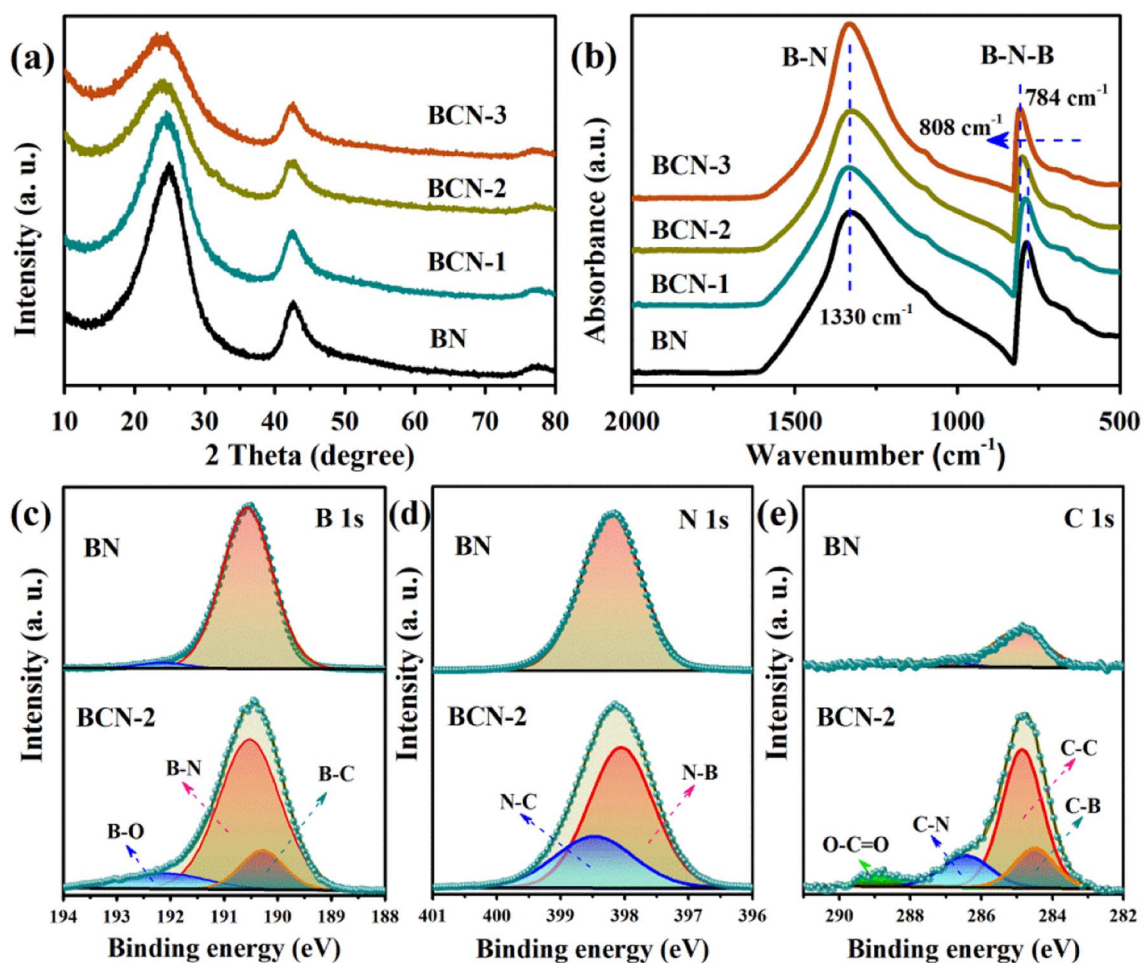 (a)
BCN-3
BCN-2
BCN-1
BN
Intensity (a. u.)
10 20 30 40 50 60 70 80
2 Theta (degree)
(b)
B-N
B-N-B
784 cm⁻¹
808 cm⁻¹
BCN-3
BCN-2
BCN-1
BN
1330 cm⁻¹
Absorbance (a.u.)
2000 1500 1000 500
Wavenumber (cm⁻¹)
(c)
B 1s
BN
BCN-2
B-N
B-C
B-O
Intensity (a. u.)
194 193 192 191 190 189 188
Binding energy (eV)
(d)
N 1s
BN
BCN-2
N-C
N-B
Intensity (a. u.)
401 400 399 398 397 396
Binding energy (eV)
(e)
C 1s
BN
BCN-2
C-C
C-B
C-N
O-C=O
Intensity (a. u.)
290 288 286 284 282
Binding energy (eV)